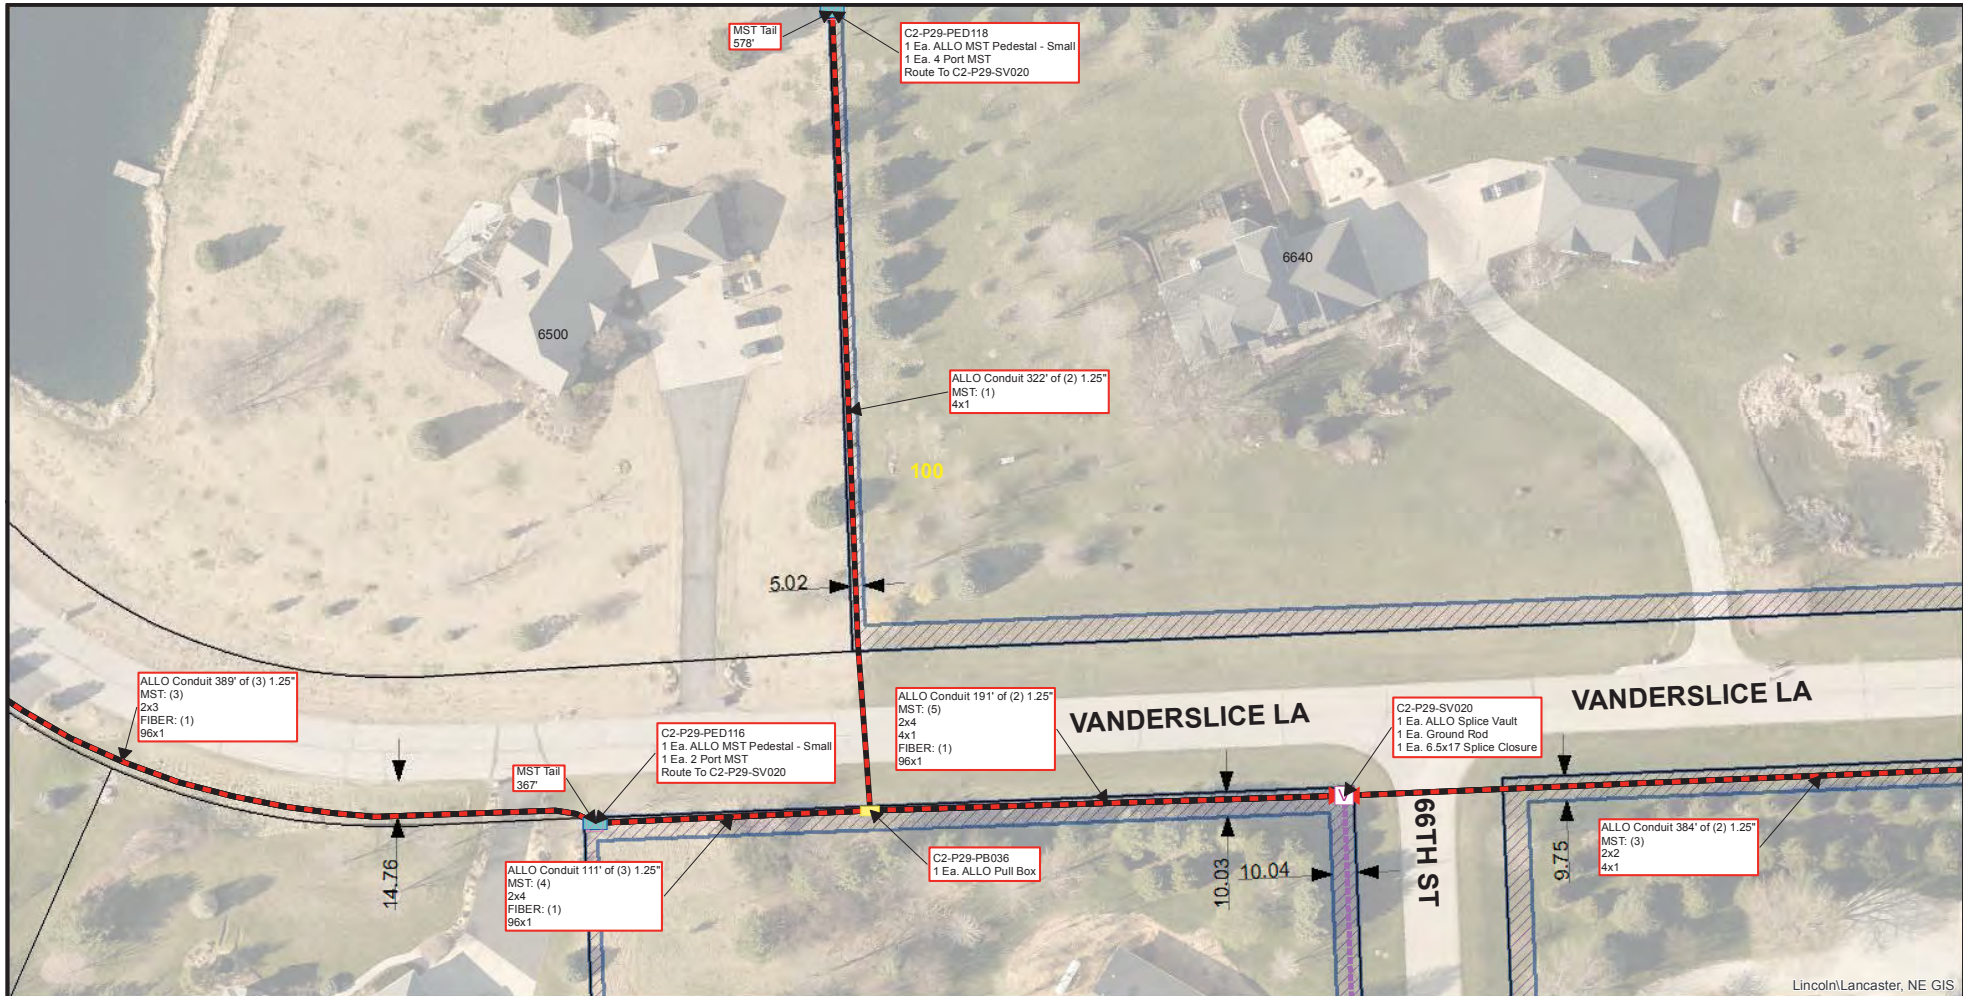 MST Tail
578'
C2-P29-PED118
1 Ea. ALLO MST Pedestal - Small
1 Ea. 4 Port MST
Route To C2-P29-SV020
6640
6500
ALLO Conduit 322' of (2) 1.25"
MST: (1)
4x1
100
5.02
ALLO Conduit 389' of (3) 1.25"
MST: (3)
2x3
FIBER: (1)
96x1
MST Tail
367'
C2-P29-PED116
1 Ea. ALLO MST Pedestal - Small
1 Ea. 2 Port MST
Route To C2-P29-SV020
ALLO Conduit 191' of (2) 1.25"
MST: (5)
2x4
4x1
FIBER: (1)
96x1
VANDERSLICE LA
C2-P29-SV020
1 Ea. ALLO Splice Vault
1 Ea. Ground Rod
1 Ea. 6.5x17 Splice Closure
VANDERSLICE LA
V
14.76
ALLO Conduit 111' of (3) 1.25"
MST: (4)
2x4
FIBER: (1)
96x1
C2-P29-PB036
1 Ea. ALLO Pull Box
10.03
10.04
66TH ST
9.75
ALLO Conduit 384' of (2) 1.25"
MST: (3)
2x2
4x1
Lincoln\Lancaster, NE GIS